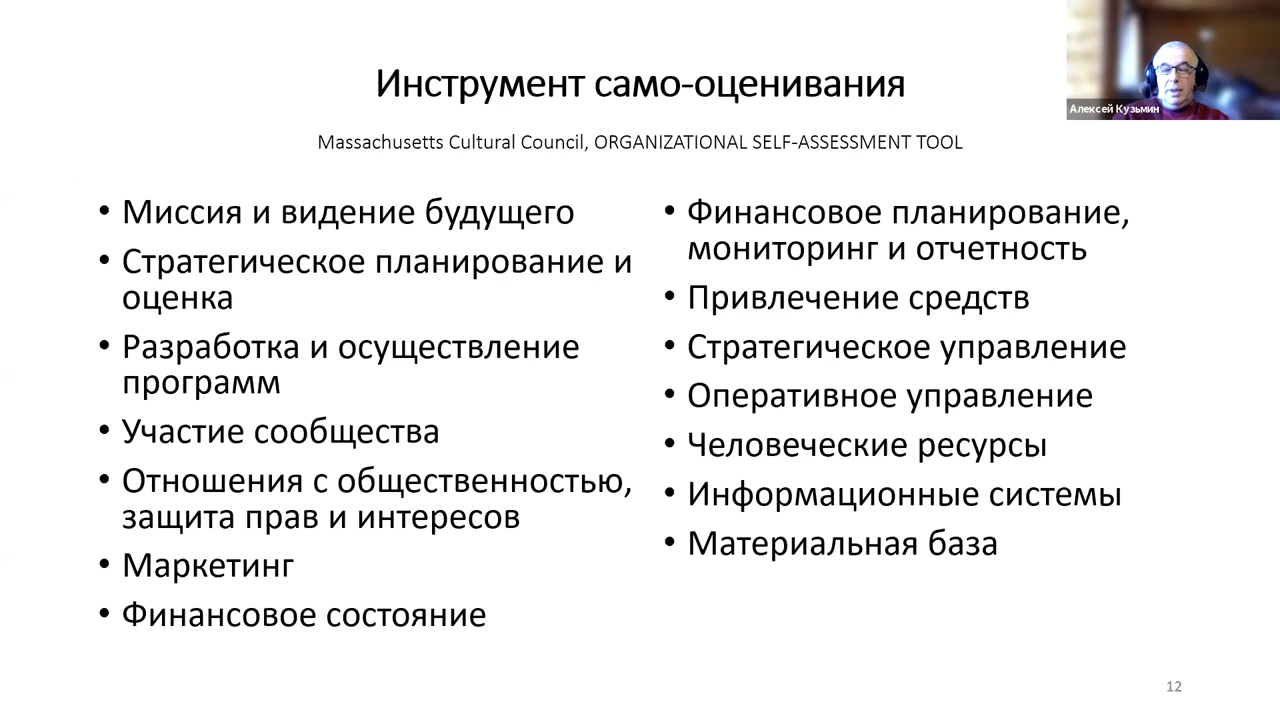 Инструмент само-оценивания
Алексей Кузьмин
Massachusetts Cultural Council, ORGANIZATIONAL SELF-ASSESSMENT TOOL
• Миссия и видение будущего
• Стратегическое планирование и
оценка
• Разработка и осуществление
программ
• Участие сообщества
• Отношения с общественностью,
защита прав и интересов
• Маркетинг
• Финансовое состояние
• Финансовое планирование,
мониторинг и отчетность
• Привлечение средств
• Стратегическое управление
• Оперативное управление
• Человеческие ресурсы
• Информационные системы
• Материальная база
12